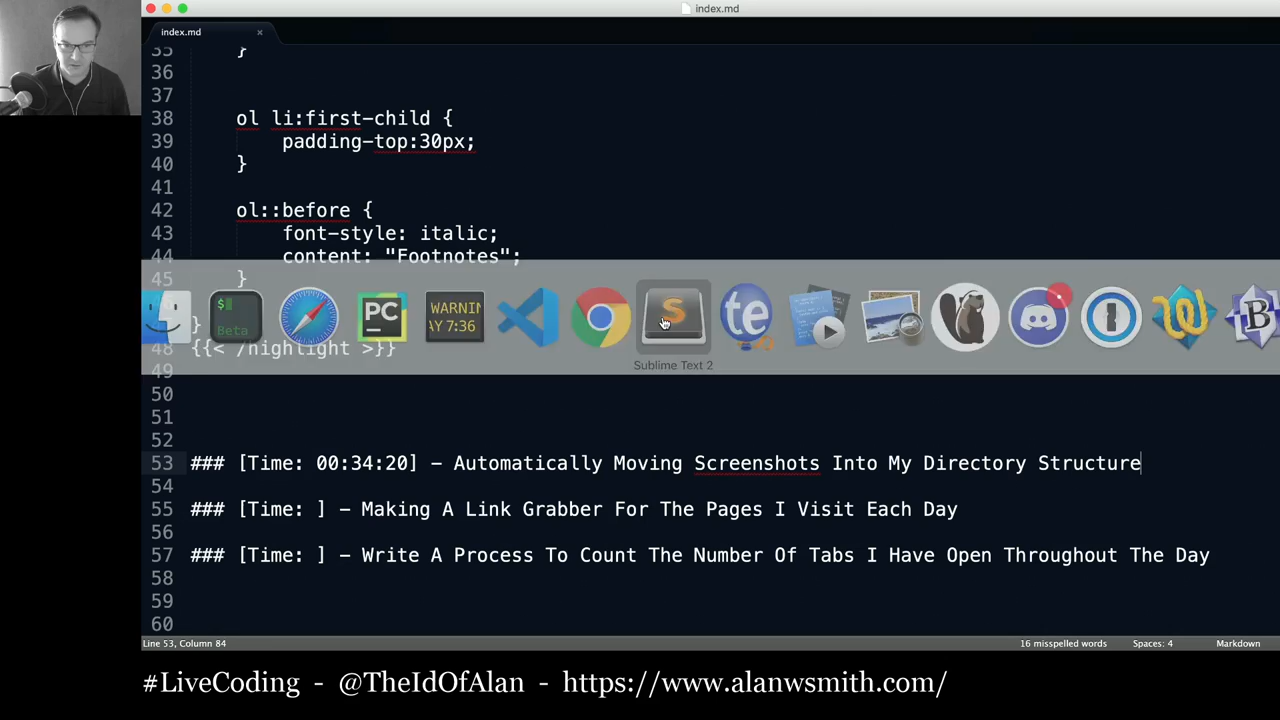 index.md
index.md ×
35 }
36
37
38 ol li:first-child {
39 padding-top:30px;
40 }
41
42 ol::before {
43 font-style: italic;
44 content: "Footnotes";
45 }
$
Beta
PC
WARNIN
AY 7:36
S
te
B
}
48 {{< /highlight >}}
Sublime Text 2
49
50
51
52
53 ### [Time: 00:34:20] - Automatically Moving Screenshots Into My Directory Structure
54
55 ### [Time: ] - Making A Link Grabber For The Pages I Visit Each Day
56
57 ### [Time: ] - Write A Process To Count The Number Of Tabs I Have Open Throughout The Day
58
59
60
Line 53, Column 84
16 misspelled words
Spaces: 4
Markdown
#LiveCoding - @TheIdOfAlan - https://www.alanwsmith.com/